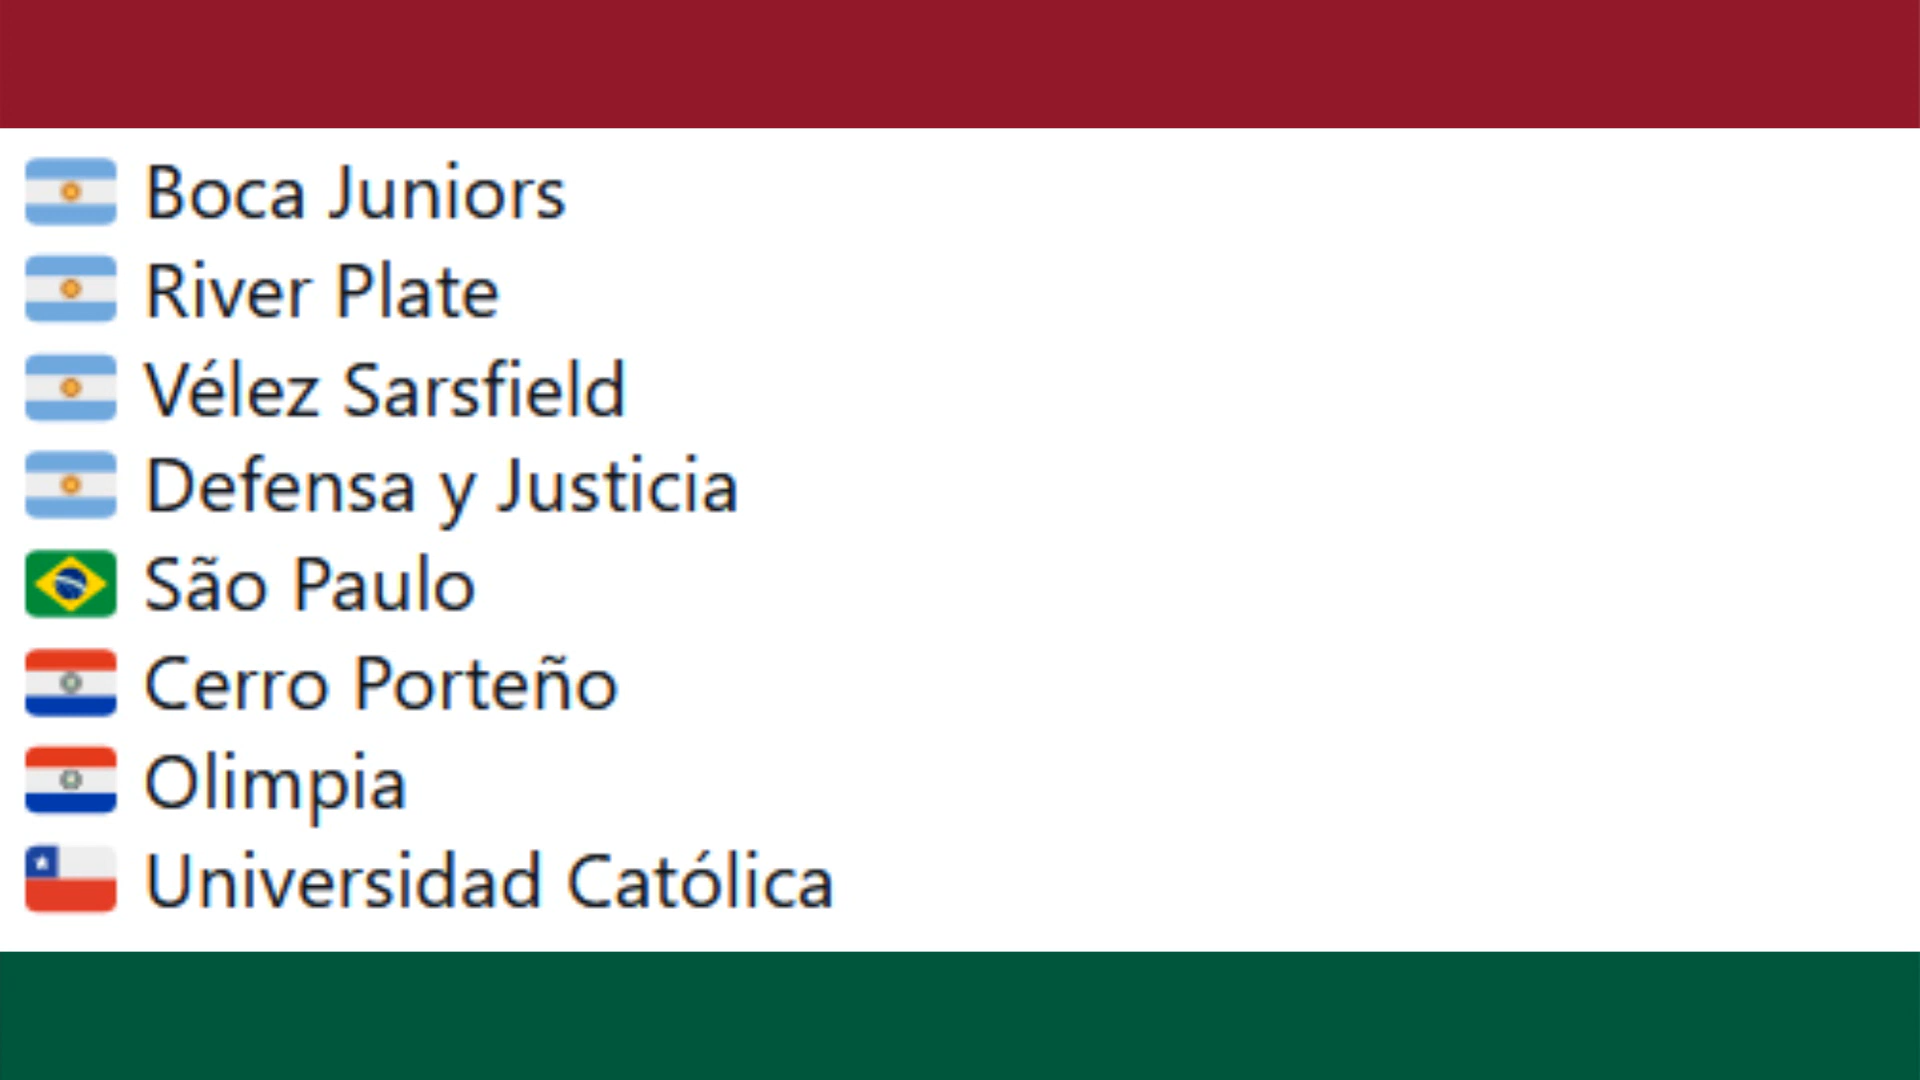 Boca Juniors
River Plate
Vélez Sarsfield
Defensa y Justicia
São Paulo
Cerro Porteño
Olimpia
Universidad Católica